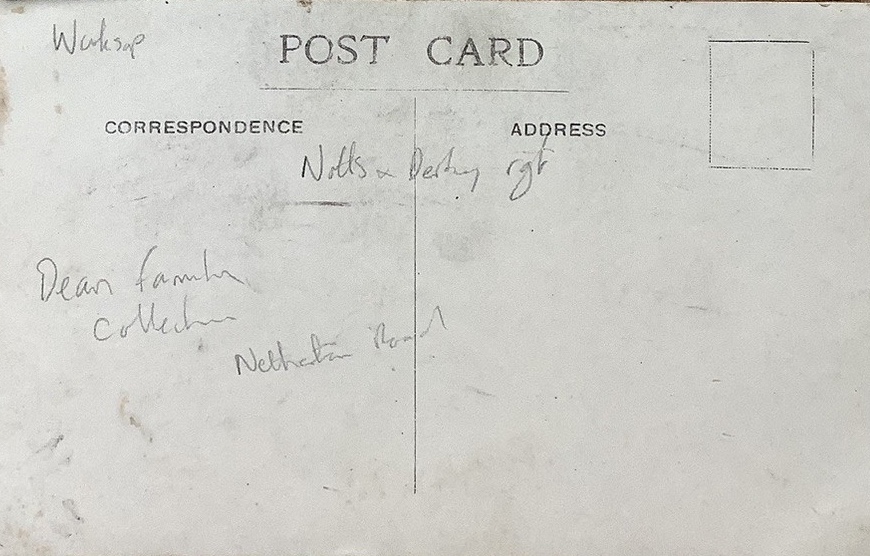 Worksop
POST CARD
CORRESPONDENCE
ADDRESS
Notts & Derby rgt
Dean family
Collection
Netherton Road